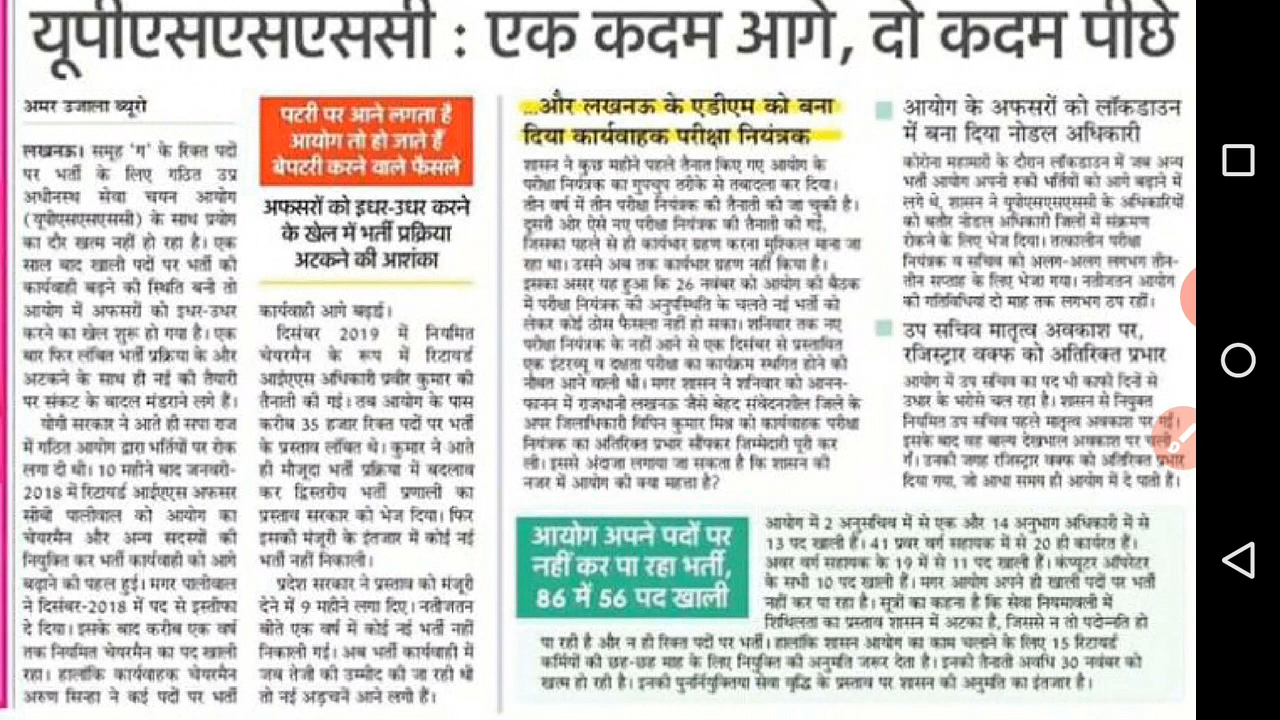 यूपीएसएसएससी : एक कदम आगे, दो कदम पीछे
अमर उजाला ब्यूरो
लखनऊ। समूह 'ग' के रिक्त पदों
पर भर्ती के लिए गठित उप्र
अधीनस्थ सेवा चयन आयोग
(यूपीएसएसएससी) के साथ प्रयोग
का दौर खत्म नहीं हो रहा है। एक
साल बाद खाली पदों पर भर्ती की
कार्यवाही बढ़ने की स्थिति बनी तो
आयोग में अफसरों को इधर-उधर
करने का खेल शुरू हो गया है। एक
बार फिर लंबित भर्ती प्रक्रिया के और
अटकने के साथ ही नई की तैयारी
पर संकट के बादल मंडराने लगे हैं।
योगी सरकार ने आते ही सपा राज
में गठित आयोग द्वारा भर्तियों पर रोक
लगा दी थी। 10 महीने बाद जनवरी-
2018 में रिटायर्ड आईएएस अफसर
सीबी पालीवाल को आयोग का
चेयरमैन और अन्य सदस्यों की
नियुक्ति कर भर्ती कार्यवाही को आगे
बढ़ाने की पहल हुई। मगर पालीवाल
ने दिसंबर-2018 में पद से इस्तीफा
दे दिया। इसके बाद करीब एक वर्ष
तक नियमित चेयरमैन का पद खाली
रहा। हालांकि कार्यवाहक चेयरमैन
अरुण सिन्हा ने कई पदों पर भर्ती
पटरी पर आने लगता है
आयोग तो हो जाते हैं
बेपटरी करने वाले फैसले
अफसरों को इधर-उधर करने
के खेल में भर्ती प्रक्रिया
अटकने की आशंका
कार्यवाही आगे बढ़ाई।
दिसंबर 2019 में नियमित
चेयरमैन के रूप में रिटायर्ड
आईएएस अधिकारी प्रवीर कुमार की
तैनाती की गई। तब आयोग के पास
करीब 35 हजार रिक्त पदों पर भर्ती
के प्रस्ताव लंबित थे। कुमार ने आते
ही मौजूदा भर्ती प्रक्रिया में बदलाव
कर द्विस्तरीय भर्ती प्रणाली का
प्रस्ताव सरकार को भेज दिया। फिर
इसकी मंजूरी के इंतजार में कोई नई
भर्ती नहीं निकाली।
प्रदेश सरकार ने प्रस्ताव को मंजूरी
देने में 9 महीने लगा दिए। नतीजतन
बीते एक वर्ष में कोई नई भर्ती नहीं
निकाली गई। अब भर्ती कार्यवाही में
जब तेजी की उम्मीद की जा रही थी
तो नई अड़चनें आने लगी हैं।
...और लखनऊ के एडीएम को बना
दिया कार्यवाहक परीक्षा नियंत्रक
शासन ने कुछ महीने पहले तैनात किए गए आयोग के
परीक्षा नियंत्रक का गुपचुप तरीके से तबादला कर दिया।
तीन वर्ष में तीन परीक्षा नियंत्रक की तैनाती की जा चुकी है।
दूसरी ओर ऐसे नए परीक्षा नियंत्रक की तैनाती की गई,
जिसका पहले से ही कार्यभार ग्रहण करना मुश्किल माना जा
रहा था। उसने अब तक कार्यभार ग्रहण नहीं किया है।
इसका असर यह हुआ कि 26 नवंबर को आयोग की बैठक
में परीक्षा नियंत्रक की अनुपस्थिति के चलते नई भर्ती को
लेकर कोई ठोस फैसला नहीं हो सका। शनिवार तक नए
परीक्षा नियंत्रक के नहीं आने से एक दिसंबर से प्रस्तावित
एक इंटरव्यू व दक्षता परीक्षा का कार्यक्रम स्थगित होने की
नौबत आने वाली थी। मगर शासन ने शनिवार को आनन-
फानन में राजधानी लखनऊ जैसे बेहद संवेदनशील जिले के
अपर जिलाधिकारी विपिन कुमार मिश्र को कार्यवाहक परीक्षा
नियंत्रक का अतिरिक्त प्रभार सौंपकर जिम्मेदारी पूरी कर
ली। इससे अंदाजा लगाया जा सकता है कि शासन की
नजर में आयोग की क्या महत्ता है?
आयोग के अफसरों को लॉकडाउन
में बना दिया नोडल अधिकारी
कोरोना महामारी के दौरान लॉकडाउन में जब अन्य
भर्ती आयोग अपनी रुकी भर्तियों को आगे बढ़ाने में
लगे थे, शासन ने यूपीएसएसएससी के अधिकारियों
को बतौर नोडल अधिकारी जिलों में संक्रमण
रोकने के लिए भेज दिया। तत्कालीन परीक्षा
नियंत्रक व सचिव को अलग-अलग लगभग तीन-
तीन सप्ताह के लिए भेजा गया। नतीजतन आयोग
की गतिविधियां दो माह तक लगभग ठप रहीं।
उप सचिव मातृत्व अवकाश पर,
रजिस्ट्रार वक्फ को अतिरिक्त प्रभार
आयोग में उप सचिव का पद भी काफी दिनों से
उधार के भरोसे चल रहा है। शासन से नियुक्त
नियमित उप सचिव पहले मातृत्व अवकाश पर गईं।
इसके बाद वह बाल्य देखभाल अवकाश पर चली
गईं। उनकी जगह रजिस्ट्रार वक्फ को अतिरिक्त प्रभार
दिया गया, जो आधा समय ही आयोग में दे पाती हैं।
आयोग अपने पदों पर
नहीं कर पा रहा भर्ती,
86 में 56 पद खाली
आयोग में 2 अनुसचिव में से एक और 14 अनुभाग अधिकारी में से
13 पद खाली हैं। 41 प्रवर वर्ग सहायक में से 20 ही कार्यरत हैं।
अवर वर्ग सहायक के 19 में से 11 पद खाली हैं। कंप्यूटर ऑपरेटर
के सभी 10 पद खाली हैं। मगर आयोग अपने ही खाली पदों पर भर्ती
नहीं कर पा रहा है। सूत्रों का कहना है कि सेवा नियमावली में
शिथिलता का प्रस्ताव शासन में अटका है, जिससे न तो पदोन्नति हो
पा रही है और न ही रिक्त पदों पर भर्ती। हालांकि शासन आयोग का काम चलाने के लिए 15 रिटायर्ड
कर्मियों की छह-छह माह के लिए नियुक्ति की अनुमति जरूर देता है। इनकी तैनाती अवधि 30 नवंबर को
खत्म हो रही है। इनकी पुनर्नियुक्तिया सेवा वृद्धि के प्रस्ताव पर शासन की अनुमति का इंतजार है।